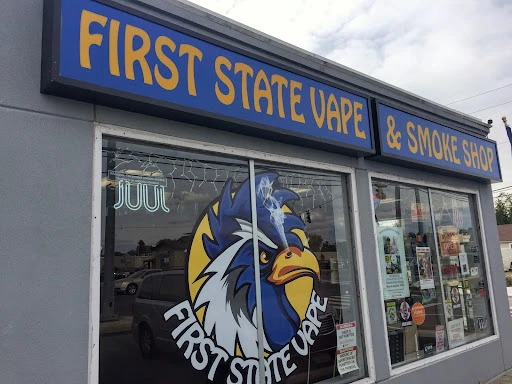 FIRST STATE VAPE
& SMOKE SHOP
JUUL
FIRST STATE VAPE